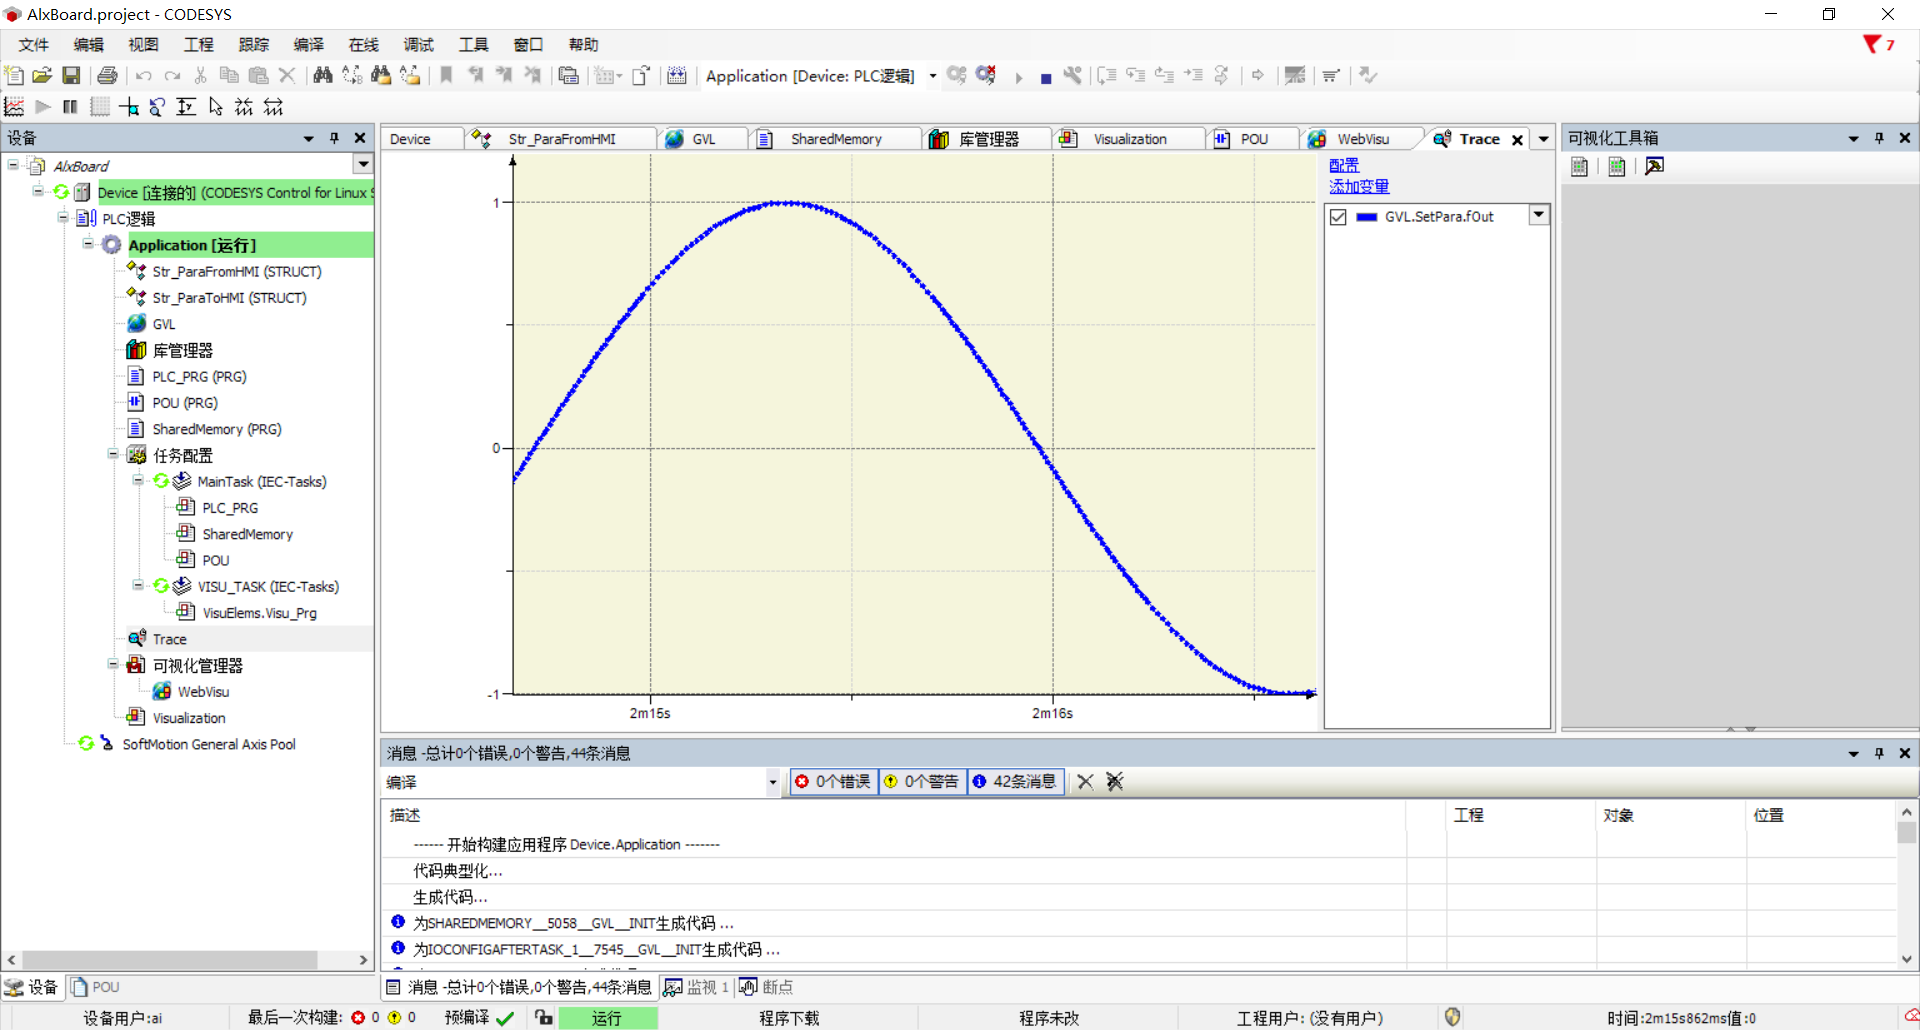 AlxBoard.project - CODESYS
文件 编辑 视图 工程 跟踪 编译 在线 调试 工具 窗口 帮助
7
Application [Device: PLC逻辑]
设备
AlxBoard
Device [连接的] (CODESYS Control for Linux S
PLC逻辑
Application [运行]
Str_ParaFromHMI (STRUCT)
Str_ParaToHMI (STRUCT)
GVL
库管理器
PLC_PRG (PRG)
POU (PRG)
SharedMemory (PRG)
任务配置
MainTask (IEC-Tasks)
PLC_PRG
SharedMemory
POU
VISU_TASK (IEC-Tasks)
VisuElems.Visu_Prg
Trace
可视化管理器
WebVisu
Visualization
SoftMotion General Axis Pool
设备 POU
Device Str_ParaFromHMI GVL SharedMemory 库管理器 Visualization POU WebVisu Trace
1
0
-1
2m15s 2m16s
配置
添加变量
GVL.SetPara.fOut
可视化工具箱
消息 -总计0个错误,0个警告,44条消息
编译 0个错误 0个警告 42条消息
描述 工程 对象 位置
------ 开始构建应用程序 Device.Application -------
代码典型化...
生成代码...
为SHAREDMEMORY__5058__GVL__INIT生成代码 ...
为IOCONFIGAFTERTASK_1__7545__GVL__INIT生成代码 ...
消息 -总计0个错误,0个警告,44条消息 监视 1 断点
设备用户:ai 最后一次构建: 0 0 预编译 运行 程序下载 程序未改 工程用户: (没有用户) 时间:2m15s862ms值:0